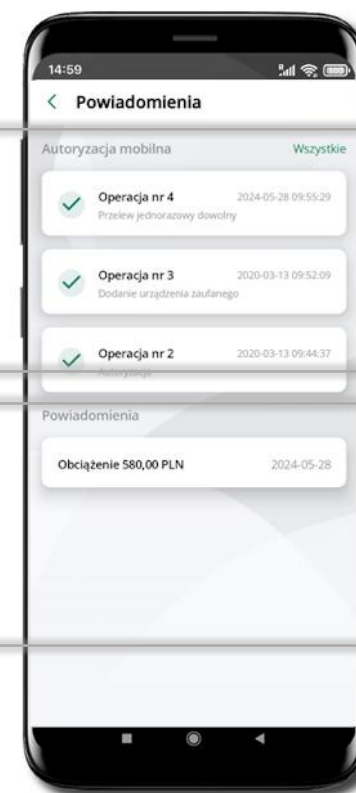 14:59
Powiadomienia
Autoryzacja mobilna Wszystkie
Operacja nr 4 2024-05-28 09:55:29
Przelew jednorazowy dowolny
Operacja nr 3 2020-03-13 09:52:09
Dodanie urządzenia zaufanego
Operacja nr 2 2020-03-13 09:44:37
Autoryzacja
Powiadomienia
Obciążenie 580,00 PLN 2024-05-28